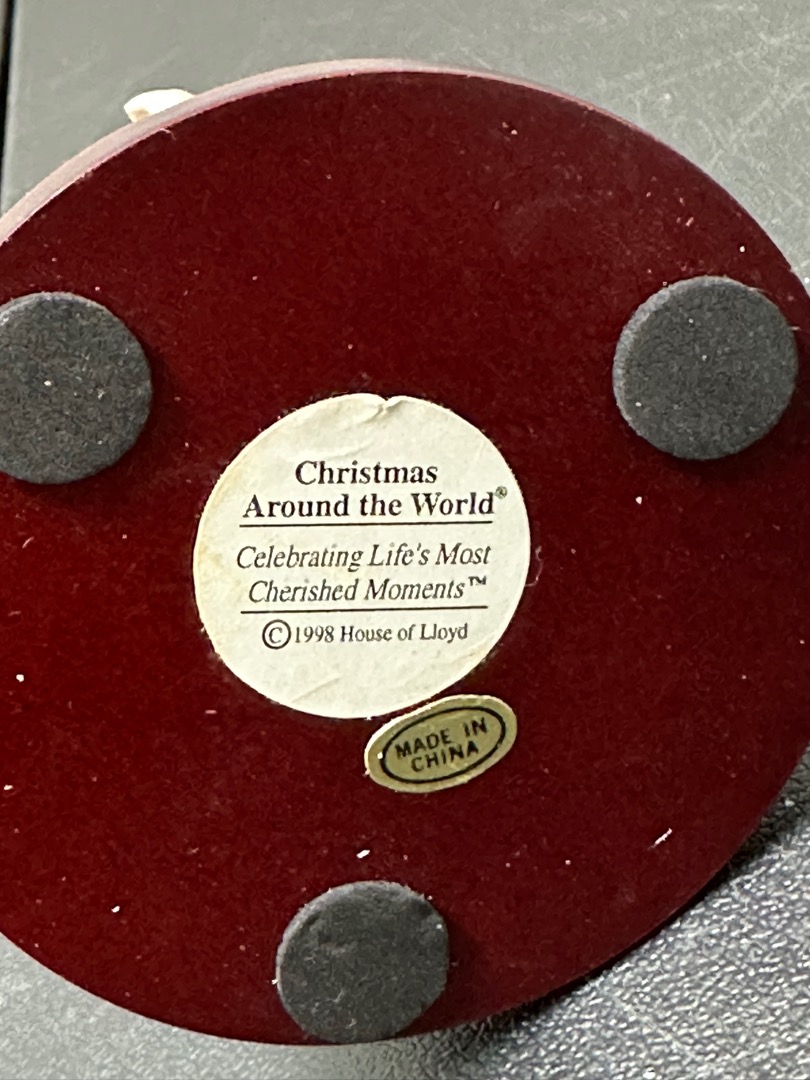 Christmas
Around the World®
Celebrating Life's Most
Cherished Moments™
©1998 House of Lloyd
MADE IN
CHINA